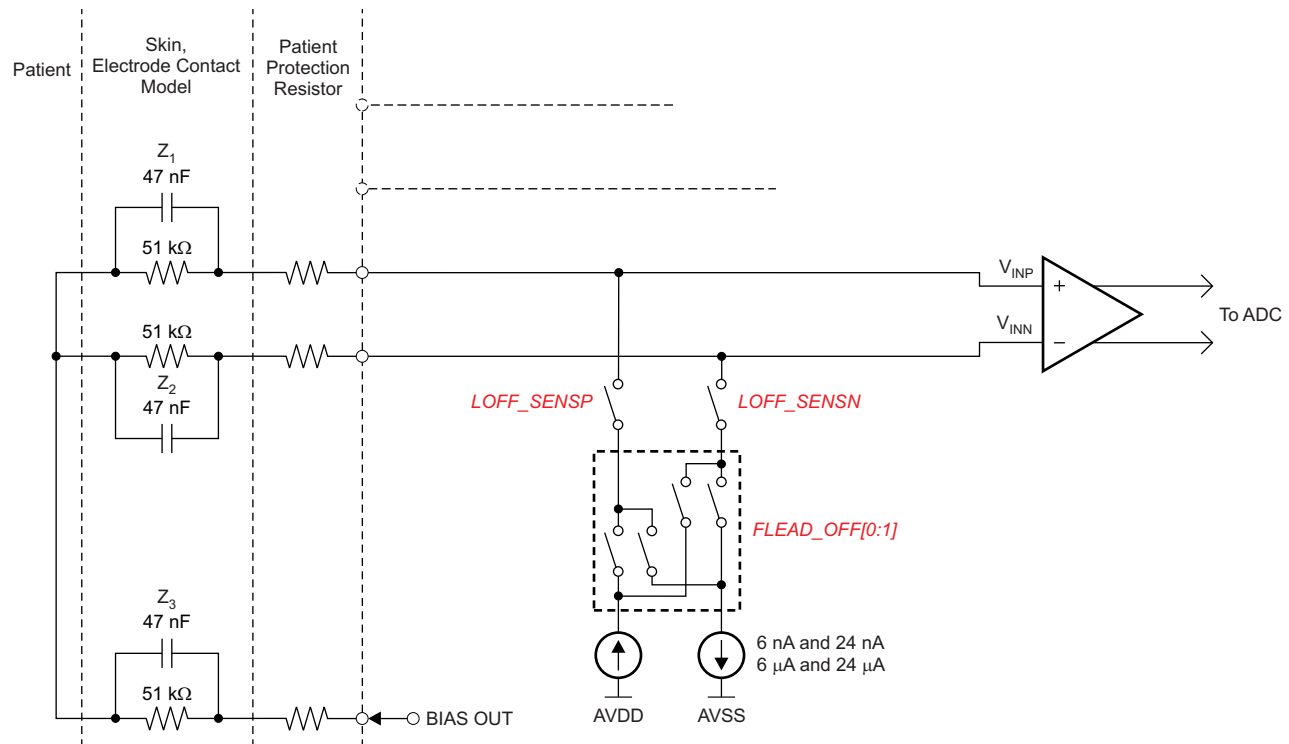 Patient
Skin,
Electrode Contact
Model
Patient
Protection
Resistor
Z1
47 nF
51 kΩ
51 kΩ
Z2
47 nF
VINP
+
VINN
−
To ADC
LOFF_SENSP
LOFF_SENSN
FLEAD_OFF[0:1]
6 nA and 24 nA
6 μA and 24 μA
AVDD
AVSS
Z3
47 nF
51 kΩ
BIAS OUT